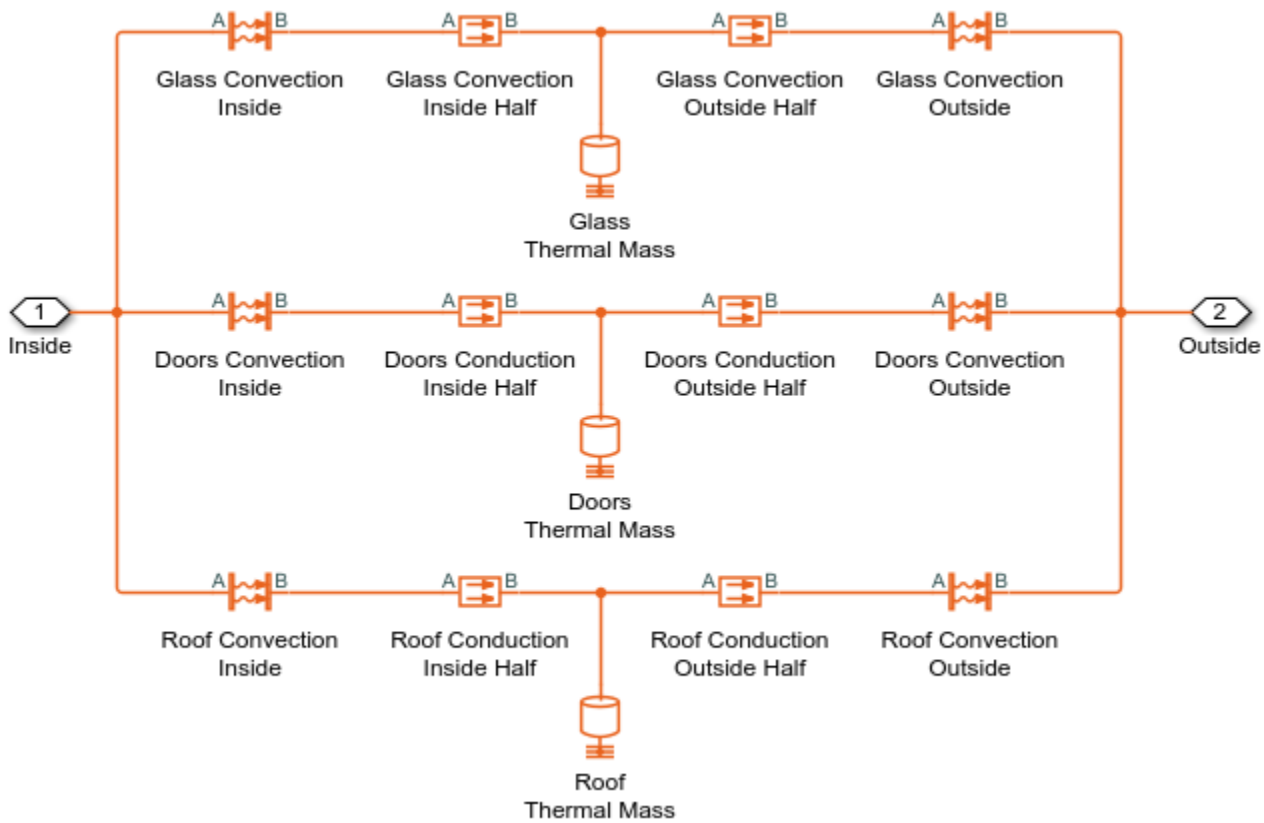 A B A B A B A B
Glass Convection Glass Convection Glass Convection Glass Convection
Inside Inside Half Outside Half Outside
Glass
Thermal Mass
1 A B A B A B A B 2
Inside Outside
Doors Convection Doors Conduction Doors Conduction Doors Convection
Inside Inside Half Outside Half Outside
Doors
Thermal Mass
A B A B A B A B
Roof Convection Roof Conduction Roof Conduction Roof Convection
Inside Inside Half Outside Half Outside
Roof
Thermal Mass